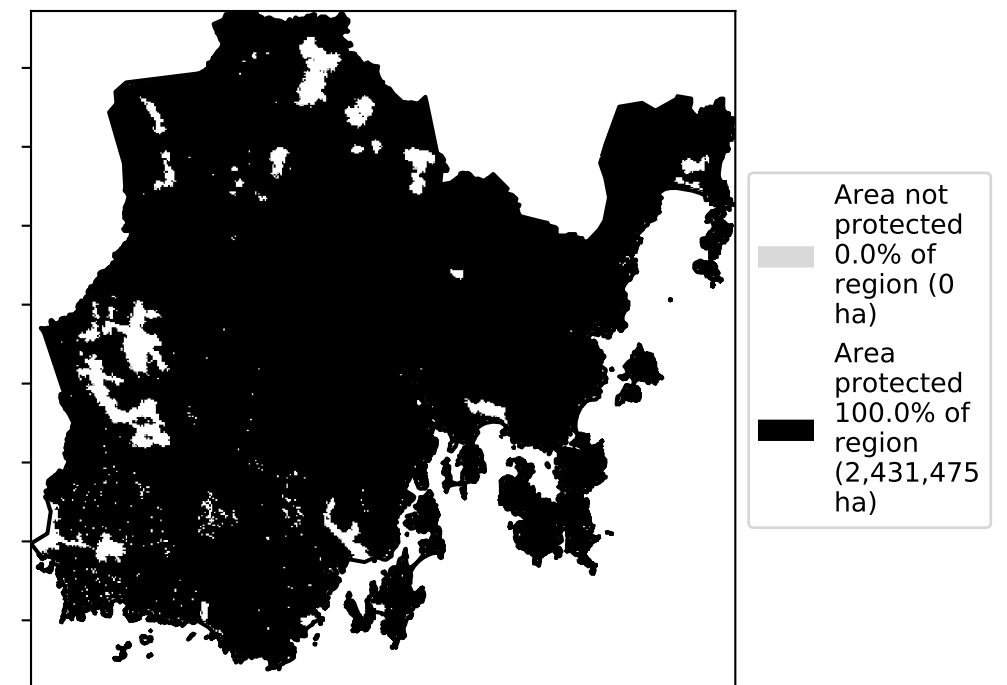 Area not
protected
0.0% of
region (0
ha)
Area
protected
100.0% of
region
(2,431,475
ha)